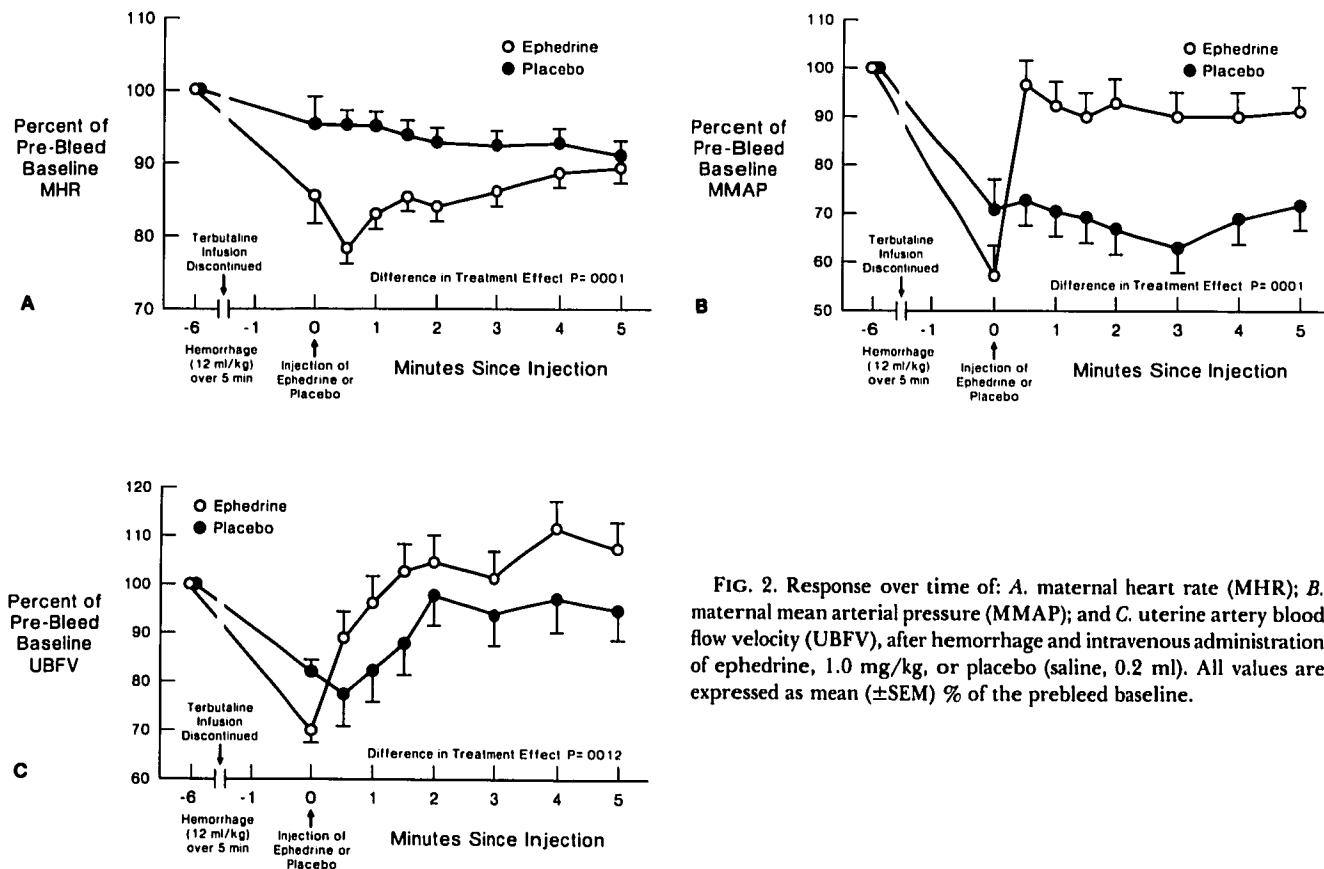 110
100
90
80
70
Percent of
Pre-Bleed
Baseline
MHR
Ephedrine
Placebo
Terbutaline
Infusion
Discontinued
Difference in Treatment Effect P= 0001
A
-6
-1
0
1
2
3
4
5
Hemorrhage
(12 ml/kg)
over 5 min
Injection of
Ephedrine or
Placebo
Minutes Since Injection
110
100
90
80
70
60
50
Percent of
Pre-Bleed
Baseline
MMAP
Ephedrine
Placebo
Terbutaline
Infusion
Discontinued
Difference in Treatment Effect P= 0001
B
-6
-1
0
1
2
3
4
5
Hemorrhage
(12 ml/kg)
over 5 min
Injection of
Ephedrine or
Placebo
Minutes Since Injection
120
110
100
90
80
70
60
Percent of
Pre-Bleed
Baseline
UBFV
Ephedrine
Placebo
Terbutaline
Infusion
Discontinued
Difference in Treatment Effect P= 0012
C
-6
-1
0
1
2
3
4
5
Hemorrhage
(12 ml/kg)
over 5 min
Injection of
Ephedrine or
Placebo
Minutes Since Injection
FIG. 2. Response over time of: A. maternal heart rate (MHR); B.
maternal mean arterial pressure (MMAP); and C. uterine artery blood
flow velocity (UBFV), after hemorrhage and intravenous administration
of ephedrine, 1.0 mg/kg, or placebo (saline, 0.2 ml). All values are
expressed as mean (±SEM) % of the prebleed baseline.